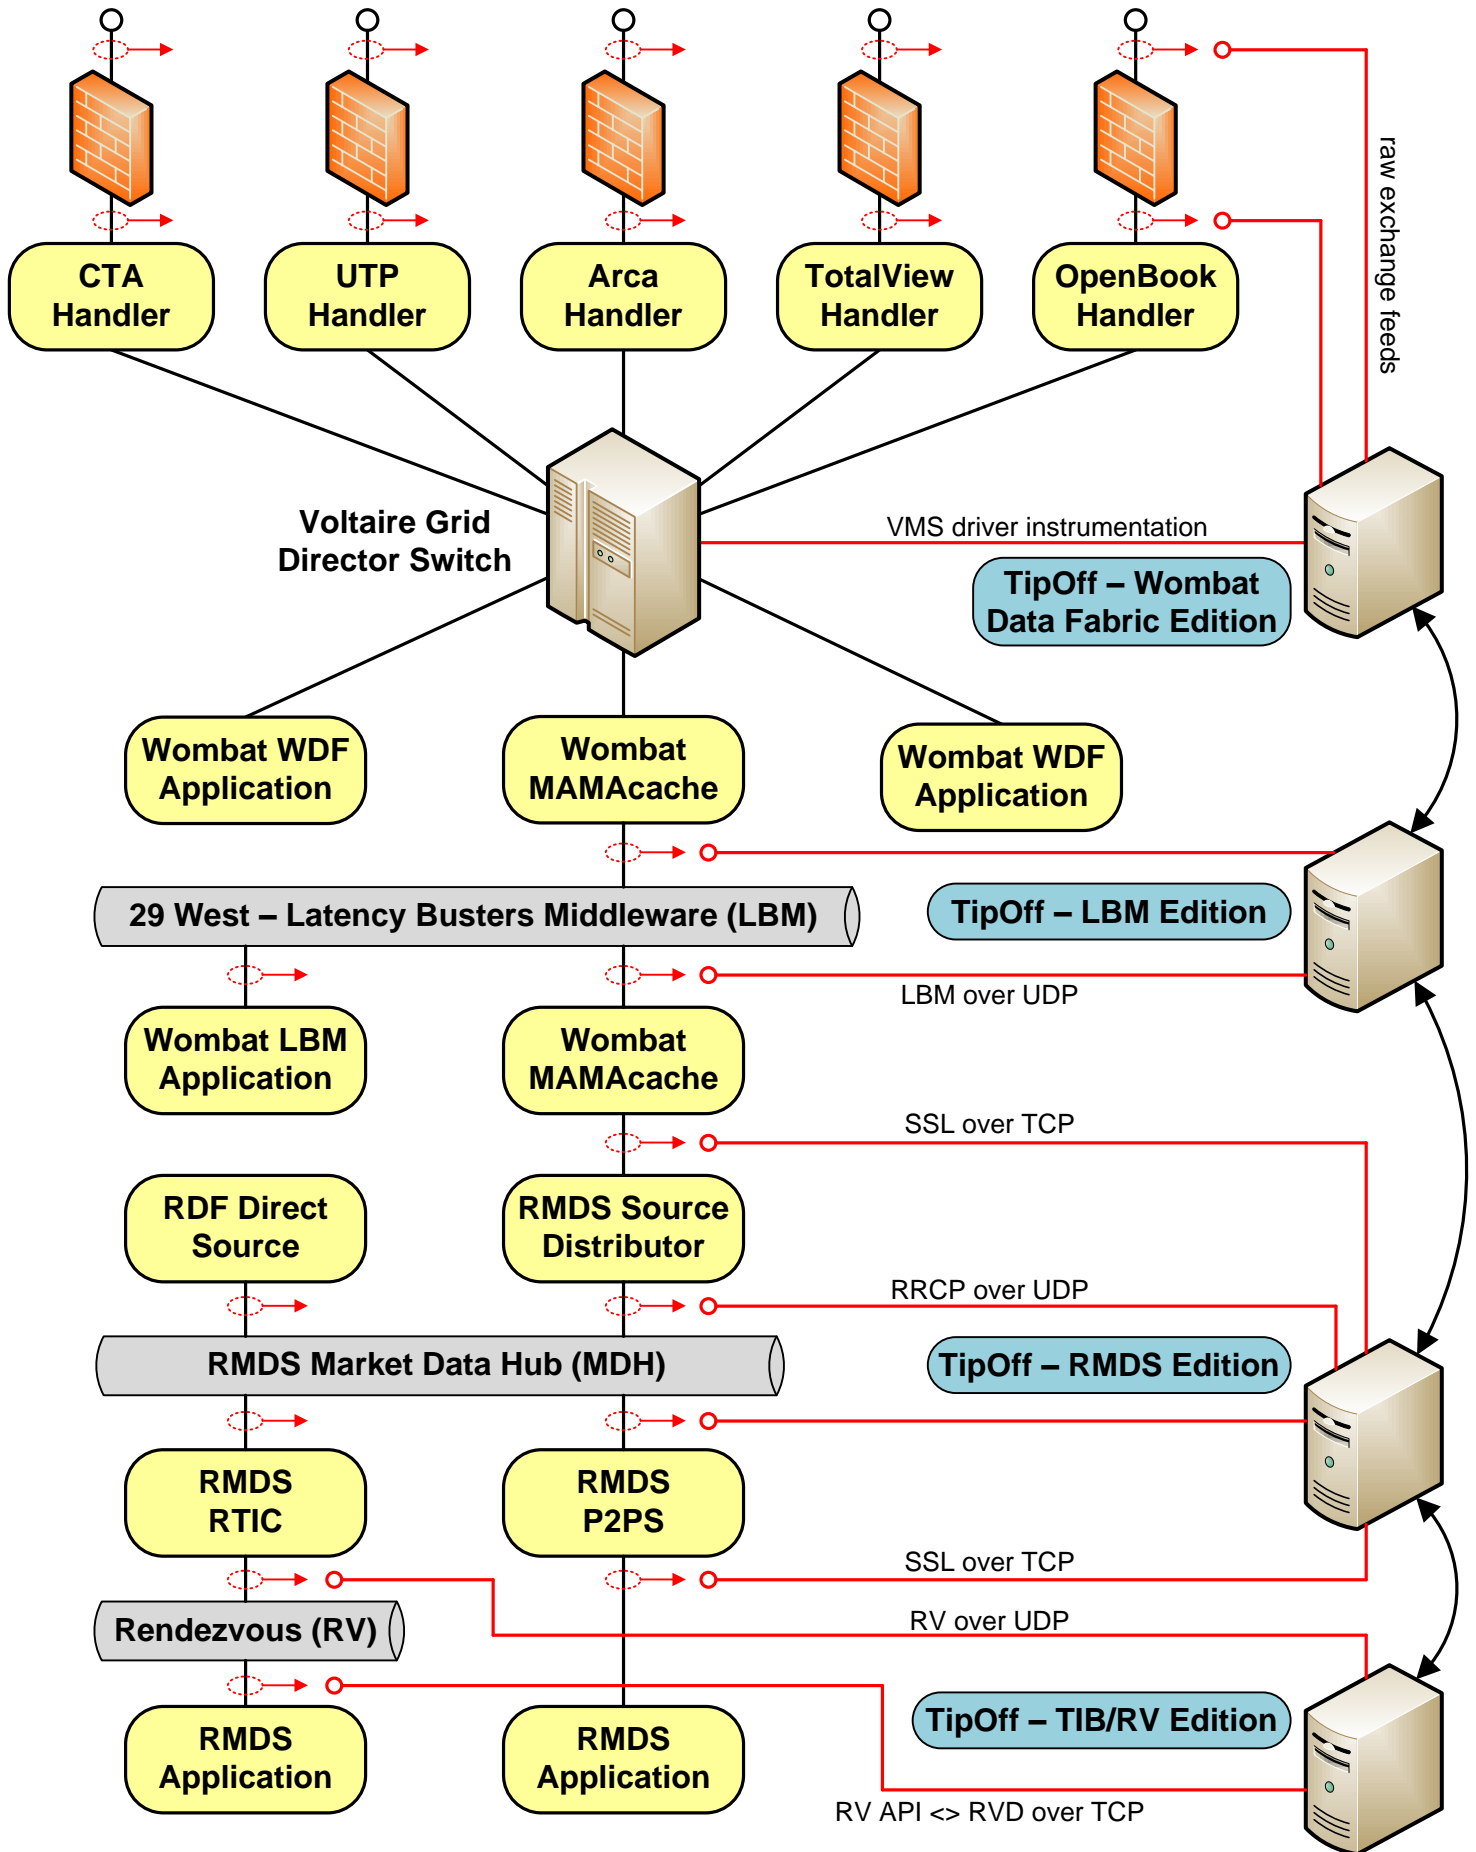 CTA
Handler
UTP
Handler
Arca
Handler
TotalView
Handler
OpenBook
Handler
raw exchange feeds
Voltaire Grid
Director Switch
VMS driver instrumentation
TipOff – Wombat
Data Fabric Edition
Wombat WDF
Application
Wombat
MAMAcache
Wombat WDF
Application
29 West – Latency Busters Middleware (LBM)
TipOff – LBM Edition
LBM over UDP
Wombat LBM
Application
Wombat
MAMAcache
SSL over TCP
RDF Direct
Source
RMDS Source
Distributor
RRCP over UDP
RMDS Market Data Hub (MDH)
TipOff – RMDS Edition
RMDS
RTIC
RMDS
P2PS
SSL over TCP
Rendezvous (RV)
RV over UDP
RMDS
Application
RMDS
Application
TipOff – TIB/RV Edition
RV API <> RVD over TCP